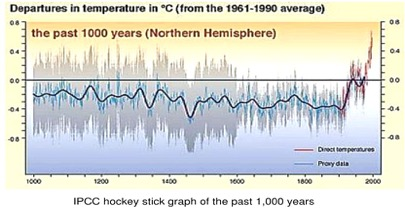 Departures in temperature in °C (from the 1961-1990 average)
0.8 0.8
the past 1000 years (Northern Hemisphere)
0.4 0.4
0.0 0.0
-0.4 -0.4
-0.8 -0.8
Direct temperatures
Proxy data
1000 1200 1400 1600 1800 2000
IPCC hockey stick graph of the past 1,000 years